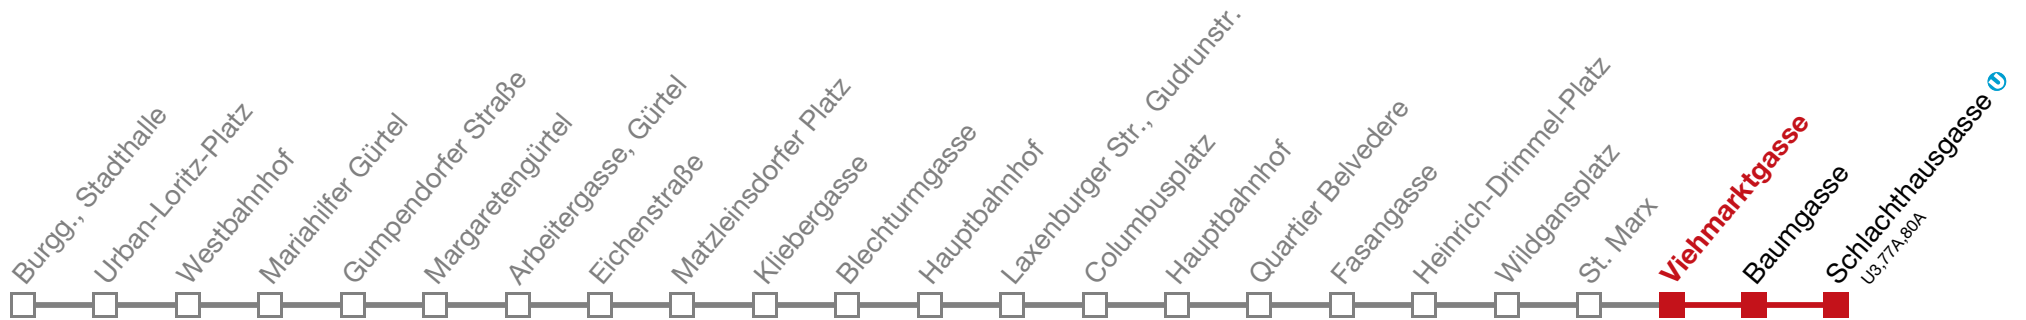 Burgg., Stadthalle
Urban-Loritz-Platz
Westbahnhof
Mariahilfer Gürtel
Gumpendorfer Straße
Margaretengürtel
Arbeitergasse, Gürtel
Eichenstraße
Matzleinsdorfer Platz
Kliebergasse
Blechturmgasse
Hauptbahnhof
Laxenburger Str., Gudrunstr.
Columbusplatz
Hauptbahnhof
Quartier Belvedere
Fasangasse
Heinrich-Drimmel-Platz
Wildgansplatz
St. Marx
Viehmarktgasse
Baumgasse
Schlachthausgasse U
U3,77A,80A